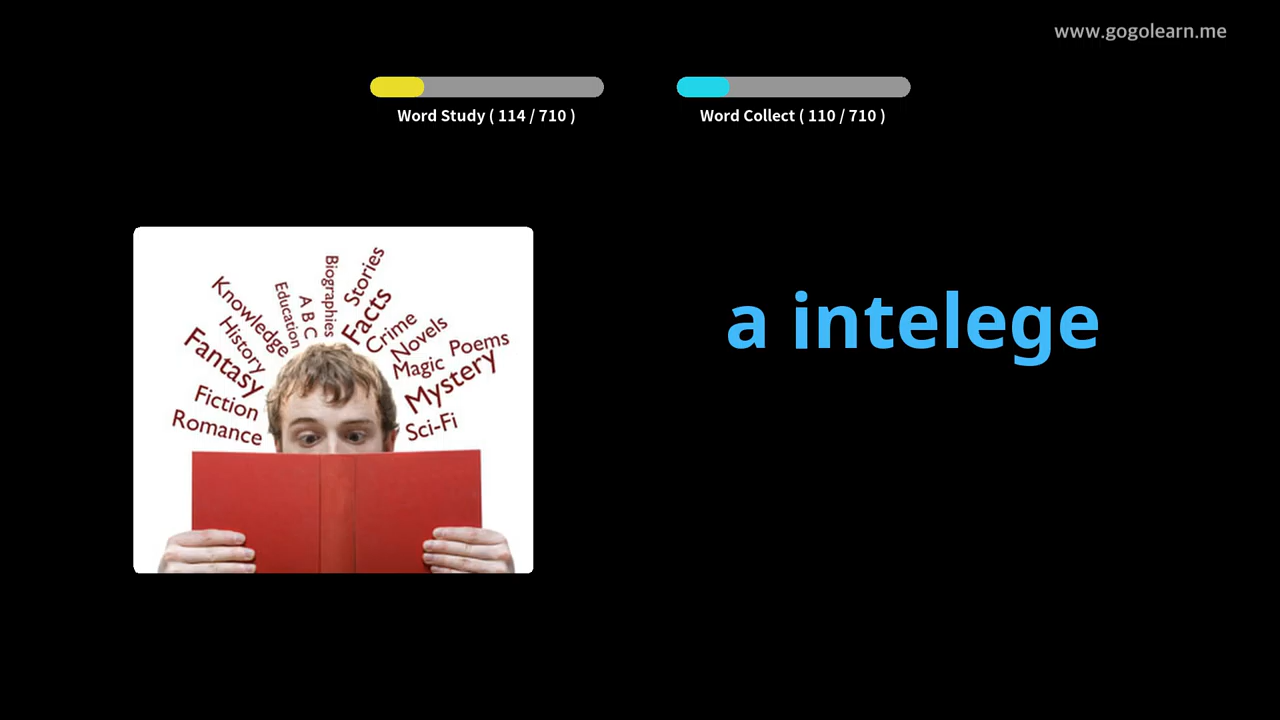 www.gogolearn.me
Word Study ( 114 / 710 )
Word Collect ( 110 / 710 )
a intelege
Knowledge
Education
A B C
Biographies
Stories
Facts
Crime
Novels
Poems
History
Fantasy
Magic
Mystery
Fiction
Sci-Fi
Romance